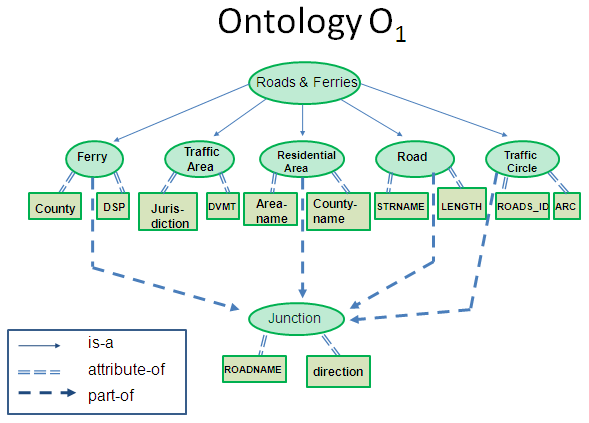 Ontology O1
Roads & Ferries
Ferry
Traffic
Area
Residential
Area
Road
Traffic
Circle
County
DSP
Juris-
diction
DVMT
Area-
name
County-
name
STRNAME
LENGTH
ROADS_ID
ARC
Junction
ROADNAME
direction
is-a
attribute-of
part-of